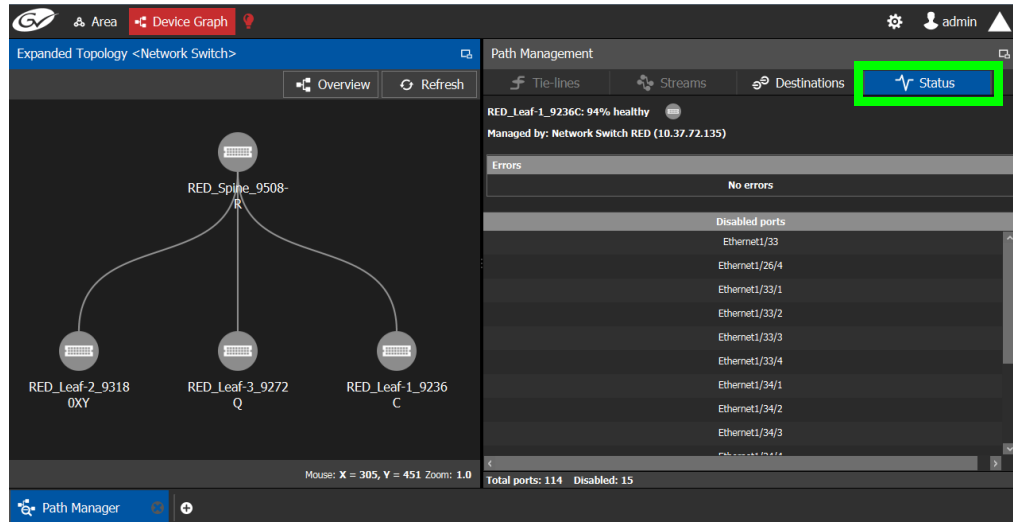 GV Area Device Graph admin
Expanded Topology <Network Switch>
Overview Refresh
RED_Spine_9508-
R
RED_Leaf-2_9318
0XY
RED_Leaf-3_9272
Q
RED_Leaf-1_9236
C
Mouse: X = 305, Y = 451 Zoom: 1.0
Path Management
Tie-lines Streams Destinations Status
RED_Leaf-1_9236C: 94% healthy
Managed by: Network Switch RED (10.37.72.135)
Errors
No errors
Disabled ports
Ethernet1/33
Ethernet1/26/4
Ethernet1/33/1
Ethernet1/33/2
Ethernet1/33/3
Ethernet1/33/4
Ethernet1/34/1
Ethernet1/34/2
Ethernet1/34/3
Ethernet1/34/4
Total ports: 114 Disabled: 15
Path Manager